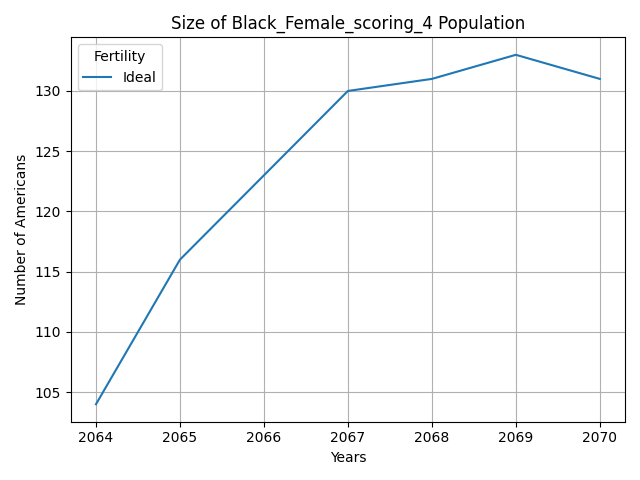 Size of Black_Female_scoring_4 Population
Fertility
Ideal
Number of Americans
130
125
120
115
110
105
2064 2065 2066 2067 2068 2069 2070
Years